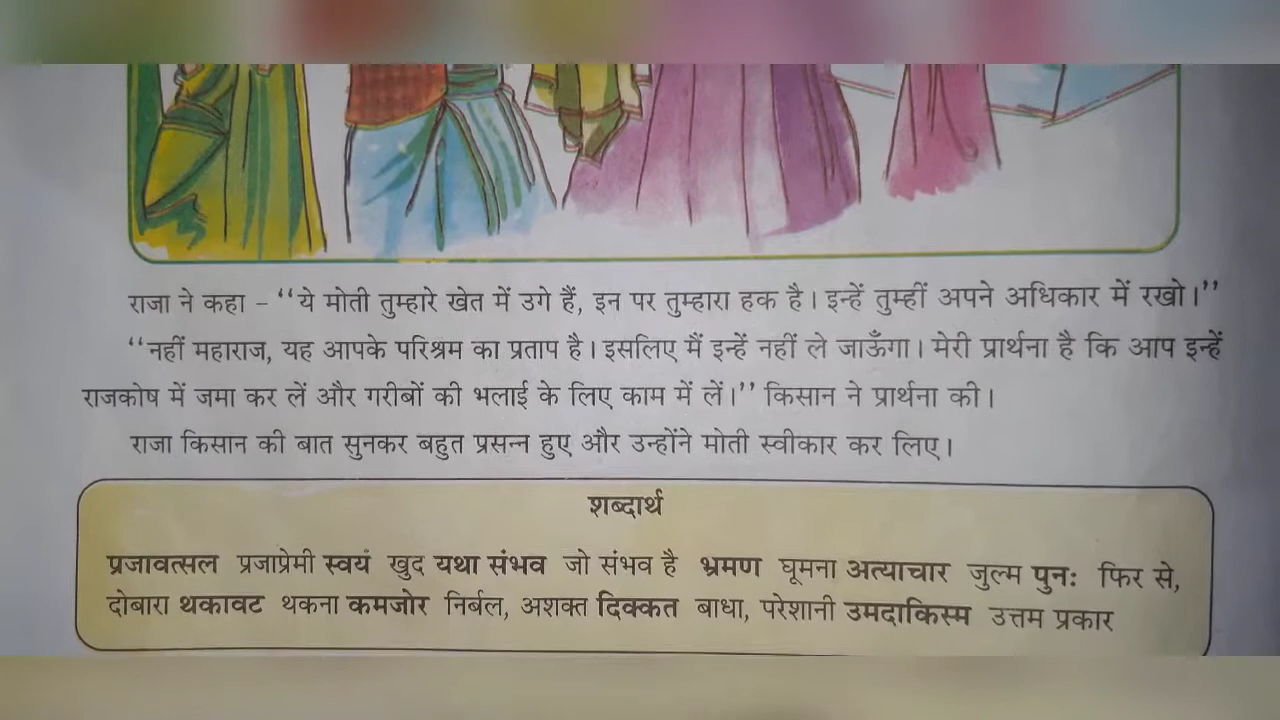 राजा ने कहा – ‘‘ये मोती तुम्हारे खेत में उगे हैं, इन पर तुम्हारा हक है। इन्हें तुम्हीं अपने अधिकार में रखो।’’
‘‘नहीं महाराज, यह आपके परिश्रम का प्रताप है। इसलिए मैं इन्हें नहीं ले जाऊँगा। मेरी प्रार्थना है कि आप इन्हें
राजकोष में जमा कर लें और गरीबों की भलाई के लिए काम में लें।’’ किसान ने प्रार्थना की।
राजा किसान की बात सुनकर बहुत प्रसन्न हुए और उन्होंने मोती स्वीकार कर लिए।
शब्दार्थ
प्रजावत्सल प्रजाप्रेमी स्वयं खुद यथा संभव जो संभव है भ्रमण घूमना अत्याचार जुल्म पुनः फिर से,
दोबारा थकावट थकना कमजोर निर्बल, अशक्त दिक्कत बाधा, परेशानी उमदाकिस्म उत्तम प्रकार